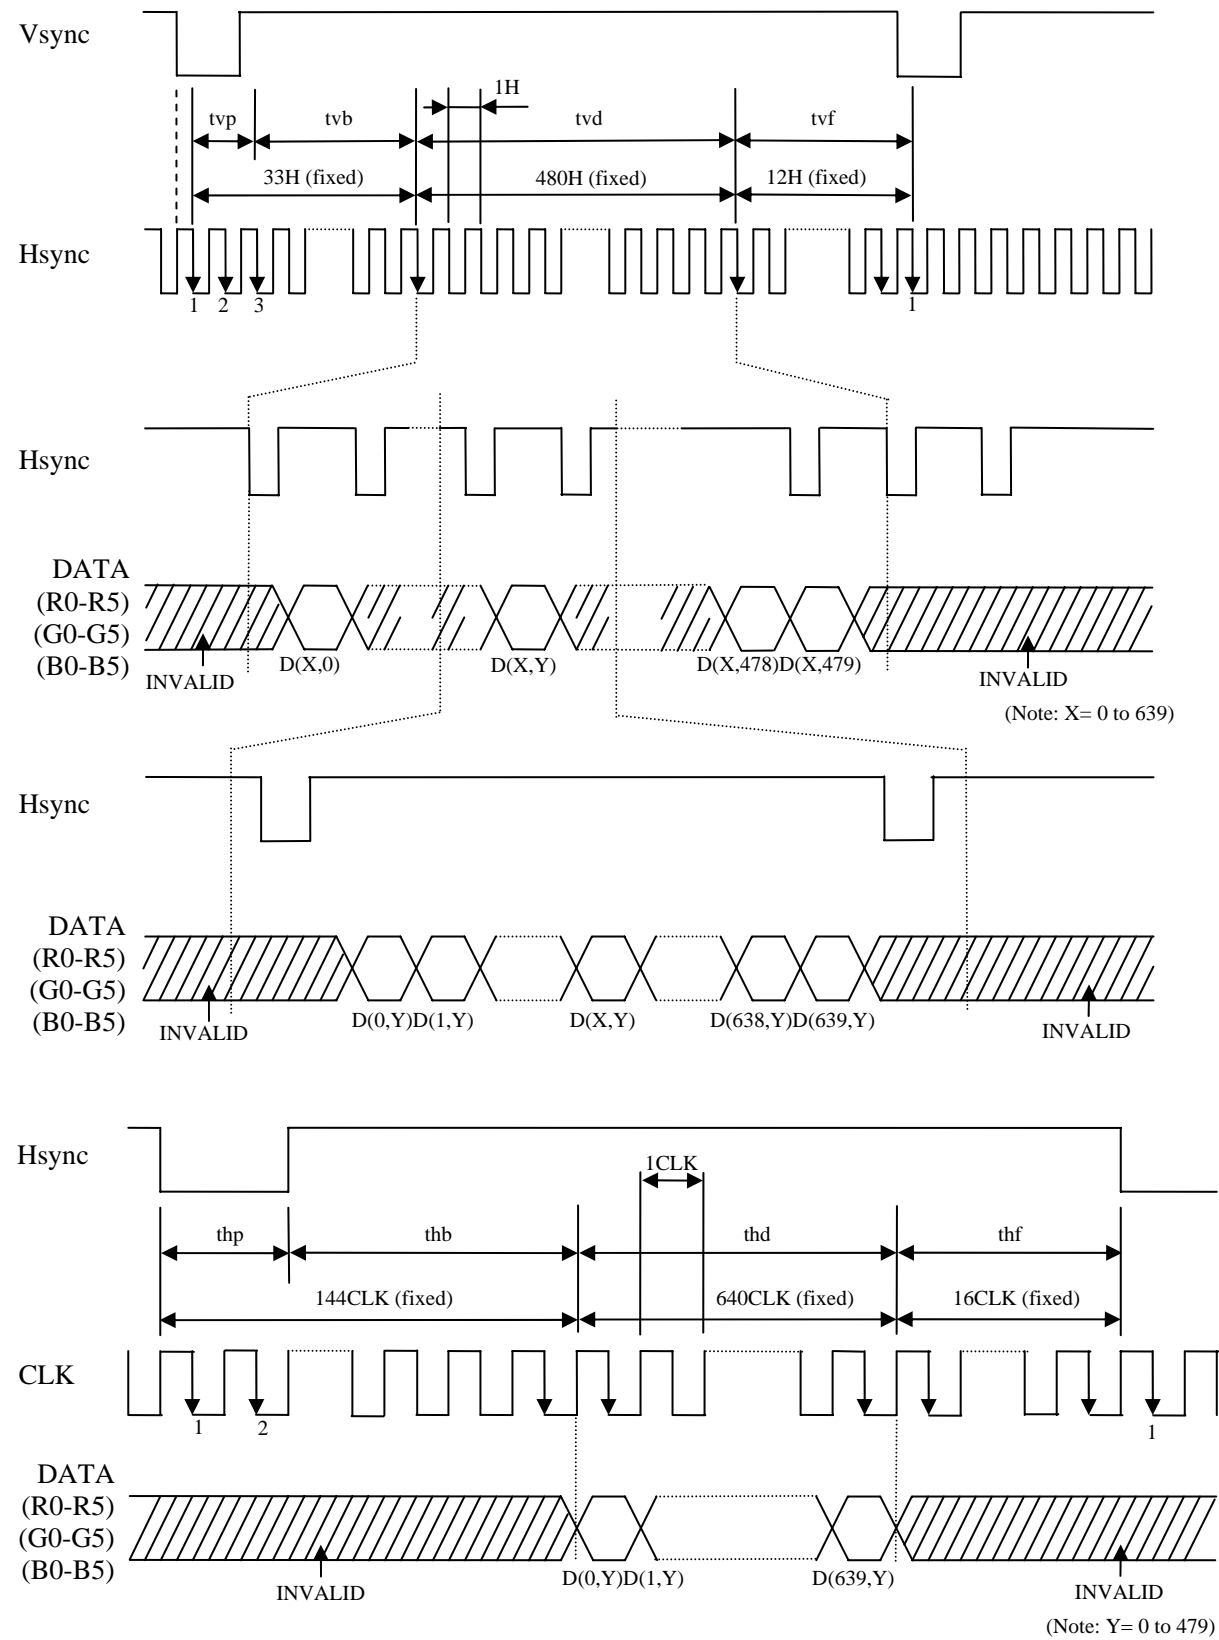 Vsync
1H
tvp tvb tvd tvf
33H (fixed) 480H (fixed) 12H (fixed)
Hsync
1 2 3 1
Hsync
DATA
(R0-R5)
(G0-G5)
(B0-B5)
INVALID D(X,0) D(X,Y) D(X,478)D(X,479) INVALID
(Note: X= 0 to 639)
Hsync
DATA
(R0-R5)
(G0-G5)
(B0-B5)
INVALID D(0,Y)D(1,Y) D(X,Y) D(638,Y)D(639,Y) INVALID
Hsync
1CLK
thp thb thd thf
144CLK (fixed) 640CLK (fixed) 16CLK (fixed)
CLK
1 2 1
DATA
(R0-R5)
(G0-G5)
(B0-B5)
INVALID D(0,Y)D(1,Y) D(639,Y) INVALID
(Note: Y= 0 to 479)